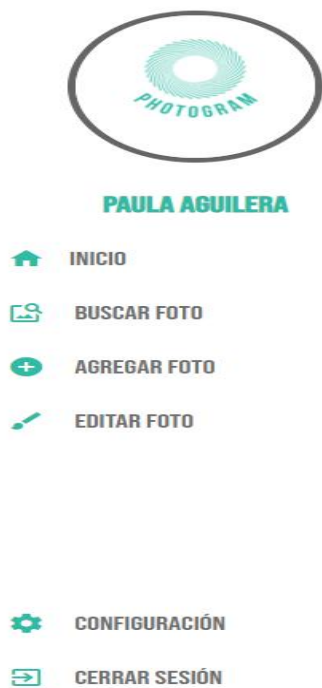 PHOTOGRAM
PAULA AGUILERA
INICIO
BUSCAR FOTO
AGREGAR FOTO
EDITAR FOTO
CONFIGURACIÓN
CERRAR SESIÓN